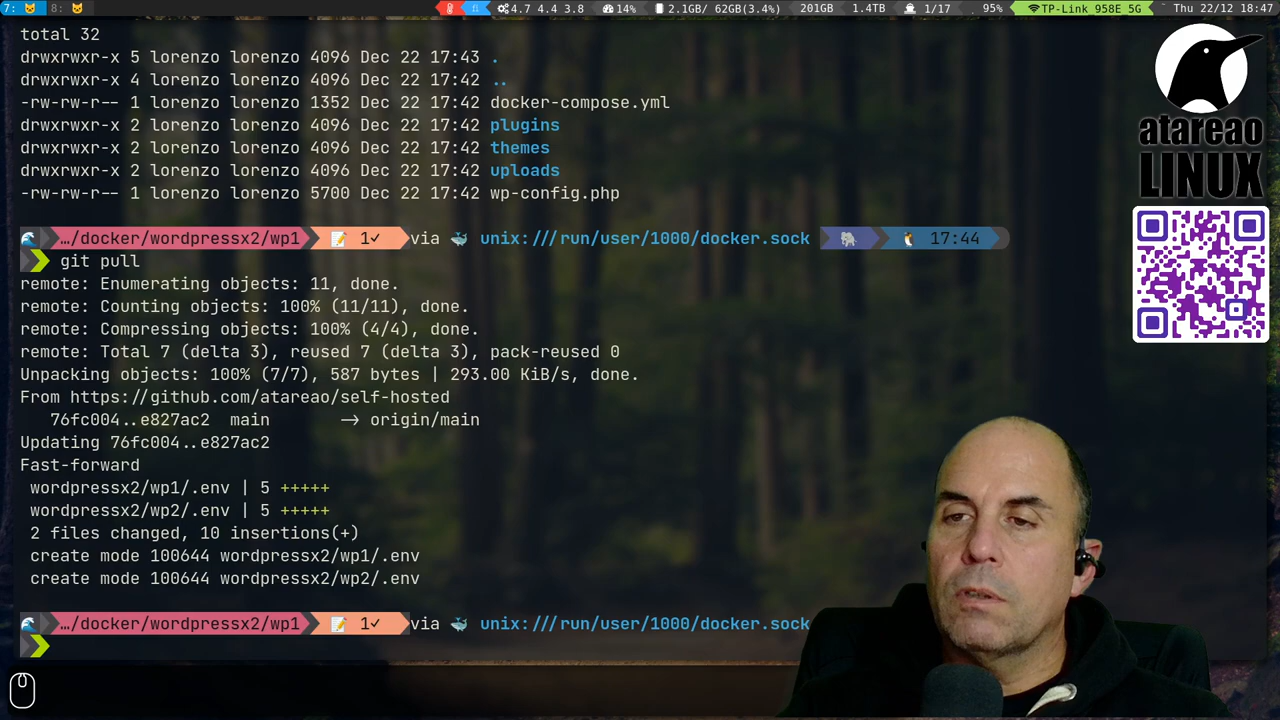 7: 8: 4.7 4.4 3.8 14% 2.1GB/ 62GB(3.4%) 201GB 1.4TB 1/17 95% TP-Link 958E 5G Thu 22/12 18:47
total 32
drwxrwxr-x 5 lorenzo lorenzo 4096 Dec 22 17:43 .
drwxrwxr-x 4 lorenzo lorenzo 4096 Dec 22 17:42 ..
-rw-rw-r-- 1 lorenzo lorenzo 1352 Dec 22 17:42 docker-compose.yml
drwxrwxr-x 2 lorenzo lorenzo 4096 Dec 22 17:42 plugins
drwxrwxr-x 2 lorenzo lorenzo 4096 Dec 22 17:42 themes
drwxrwxr-x 2 lorenzo lorenzo 4096 Dec 22 17:42 uploads
-rw-rw-r-- 1 lorenzo lorenzo 5700 Dec 22 17:42 wp-config.php
…/docker/wordpressx2/wp1 1✓ via unix:///run/user/1000/docker.sock 17:44
git pull
remote: Enumerating objects: 11, done.
remote: Counting objects: 100% (11/11), done.
remote: Compressing objects: 100% (4/4), done.
remote: Total 7 (delta 3), reused 7 (delta 3), pack-reused 0
Unpacking objects: 100% (7/7), 587 bytes | 293.00 KiB/s, done.
From https://github.com/atareao/self-hosted
76fc004..e827ac2 main -> origin/main
Updating 76fc004..e827ac2
Fast-forward
wordpressx2/wp1/.env | 5 +++++
wordpressx2/wp2/.env | 5 +++++
2 files changed, 10 insertions(+)
create mode 100644 wordpressx2/wp1/.env
create mode 100644 wordpressx2/wp2/.env
…/docker/wordpressx2/wp1 1✓ via unix:///run/user/1000/docker.sock
atareao
LINUX